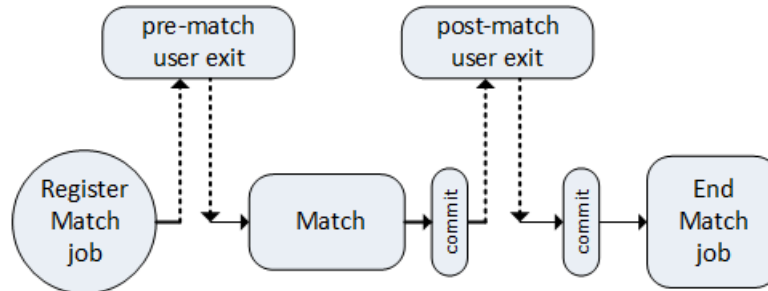 pre-match
user exit
post-match
user exit
Register
Match
job
Match
commit
commit
End
Match
job